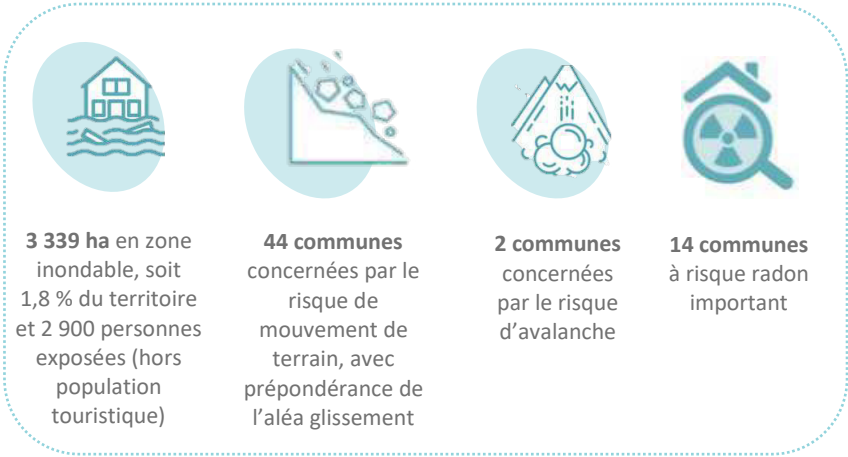 3 339 ha en zone
inondable, soit
1,8 % du territoire
et 2 900 personnes
exposées (hors
population
touristique)
44 communes
concernées par le
risque de
mouvement de
terrain, avec
prépondérance de
l’aléa glissement
2 communes
concernées
par le risque
d’avalanche
14 communes
à risque radon
important